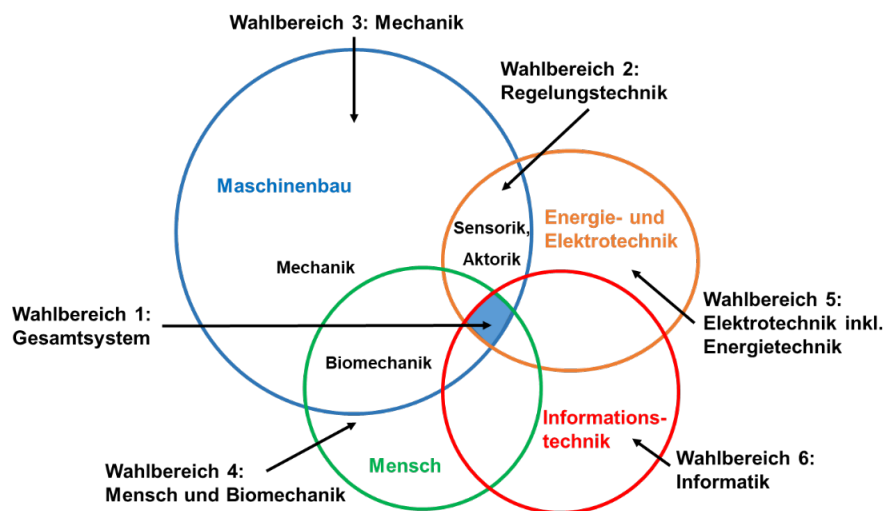 Wahlbereich 3: Mechanik
Wahlbereich 2:
Regelungstechnik
Maschinenbau
Sensorik,
Aktorik
Energie- und
Elektrotechnik
Mechanik
Wahlbereich 1:
Gesamtsystem
Wahlbereich 5:
Elektrotechnik inkl.
Energietechnik
Biomechanik
Informations-
technik
Wahlbereich 4:
Mensch und Biomechanik
Mensch
Wahlbereich 6:
Informatik